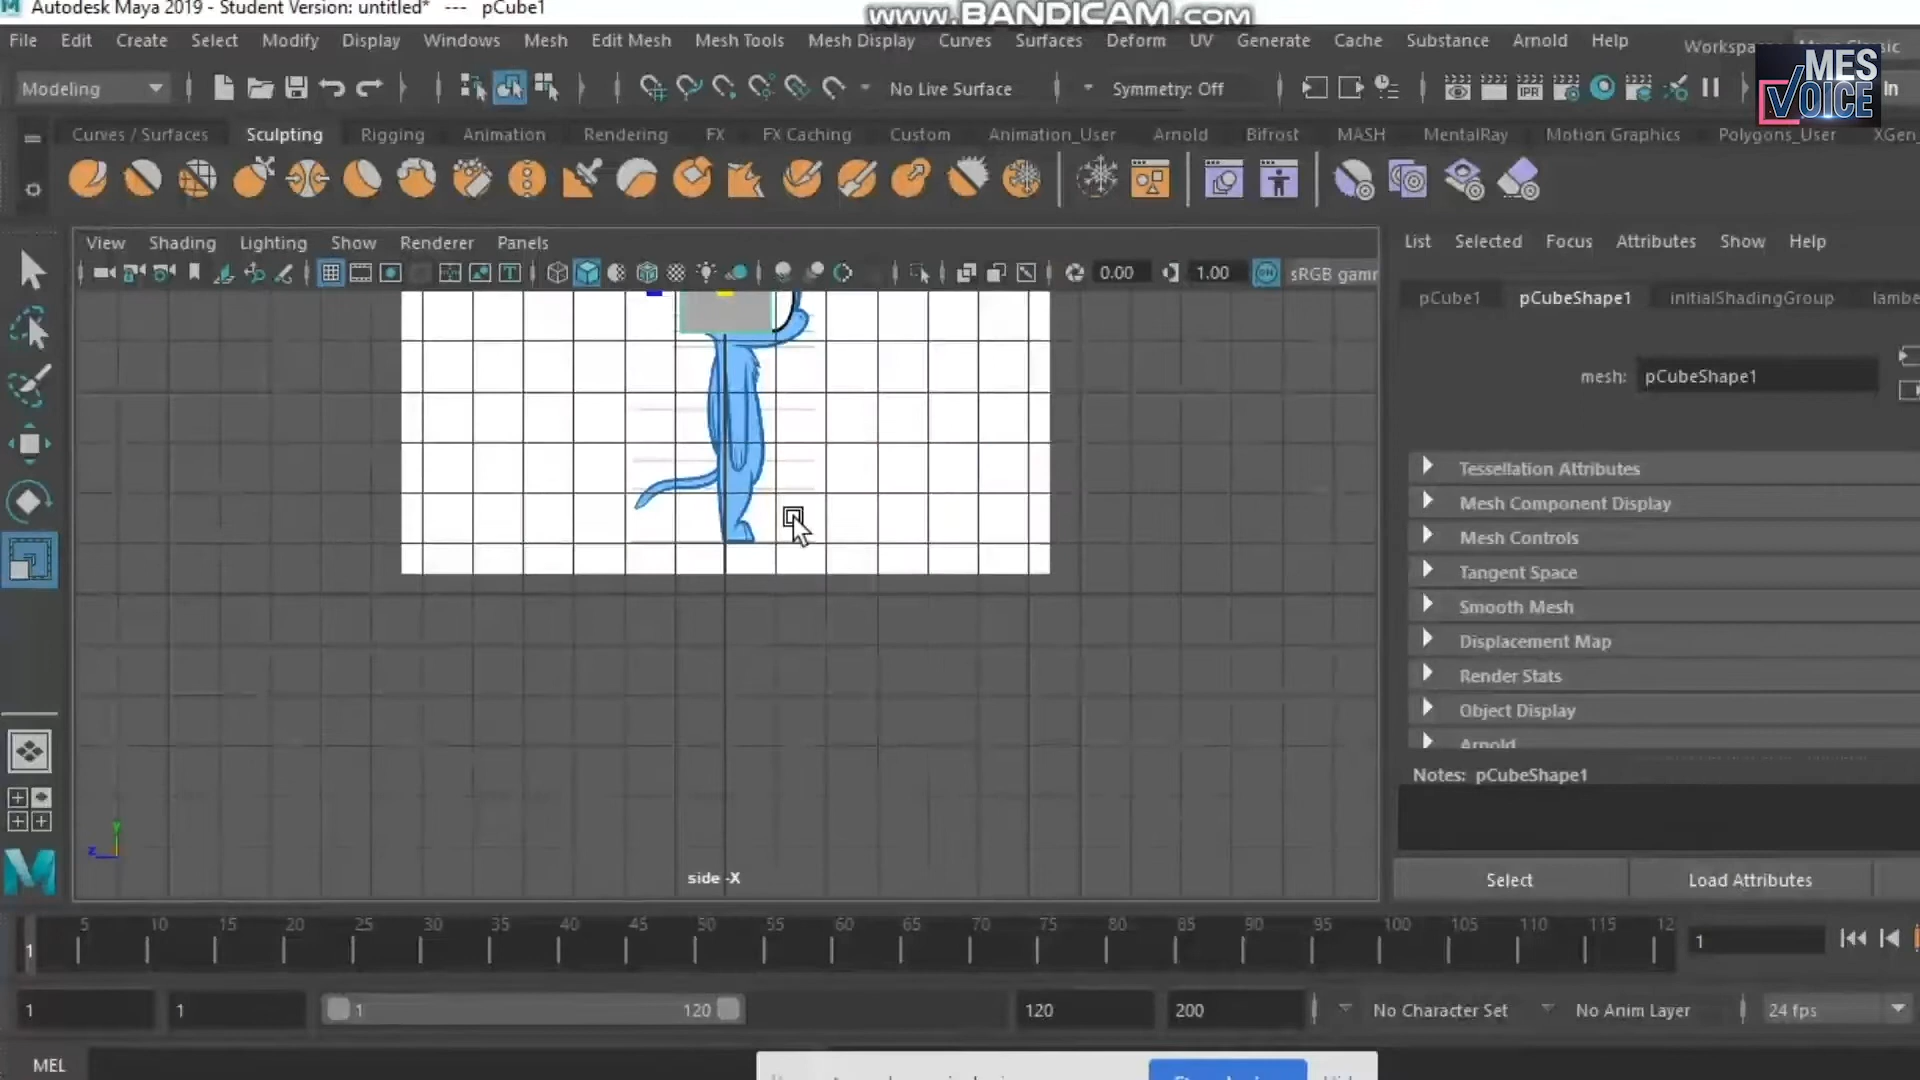 Autodesk Maya 2019 - Student Version: untitled* --- pCube1
www.BANDICAM.com
File Edit Create Select Modify Display Windows Mesh Edit Mesh Mesh Tools Mesh Display Curves Surfaces Deform UV Generate Cache Substance Arnold Help
MES
VOICE
Modeling No Live Surface Symmetry: Off IPR In
Curves / Surfaces Sculpting Rigging Animation Rendering FX FX Caching Custom Animation_User Arnold Bifrost MASH MentalRay Motion Graphics Polygons_User XGen
View Shading Lighting Show Renderer Panels
List Selected Focus Attributes Show Help
0.00 1.00 ON sRGB gamm
pCube1 pCubeShape1 initialShadingGroup lambe
mesh: pCubeShape1
Tessellation Attributes
Mesh Component Display
Mesh Controls
Tangent Space
Smooth Mesh
Displacement Map
Render Stats
Object Display
Arnold
Notes: pCubeShape1
y
z
side -X
Select Load Attributes
5 10 15 20 25 30 35 40 45 50 55 60 65 70 75 80 85 90 95 100 105 110 115 12
1 1
1 1 1 120 120 200 No Character Set No Anim Layer 24 fps
MEL